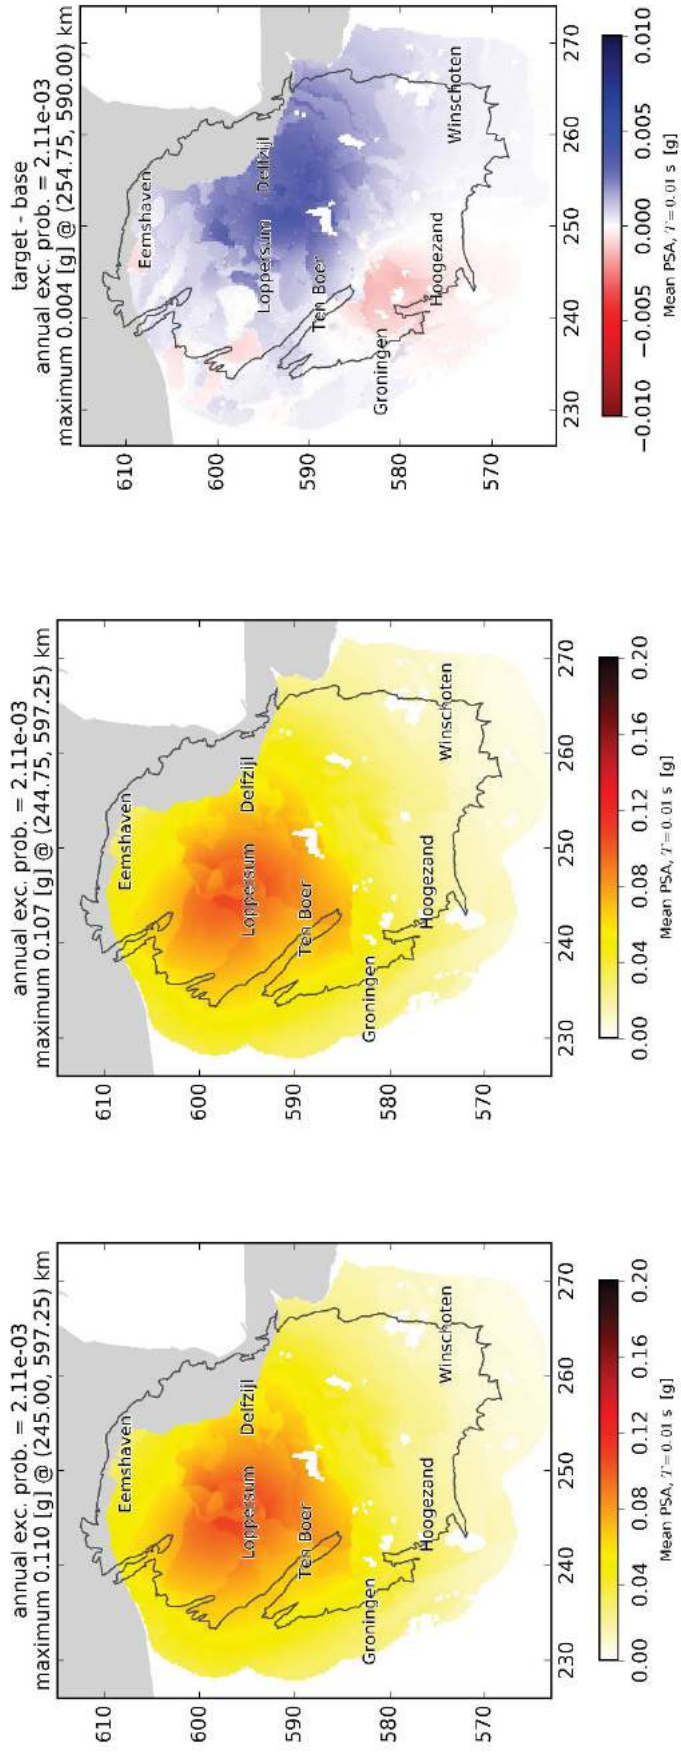 annual exc. prob. = 2.11e-03
maximum 0.110 [g] @ (245.00, 597.25) km
610
600
590
580
570
Eemshaven
Delfzijl
Loppersum
Ten Boer
Groningen
Hoogezand
Winschoten
230
240
250
260
270
0.00
0.04
0.08
0.12
0.16
0.20
Mean PSA, T=0.01 s [g]
annual exc. prob. = 2.11e-03
maximum 0.107 [g] @ (244.75, 597.25) km
610
600
590
580
570
Eemshaven
Delfzijl
Loppersum
Ten Boer
Groningen
Hoogezand
Winschoten
230
240
250
260
270
0.00
0.04
0.08
0.12
0.16
0.20
Mean PSA, T=0.01 s [g]
target - base
annual exc. prob. = 2.11e-03
maximum 0.004 [g] @ (254.75, 590.00) km
610
600
590
580
570
Eemshaven
Delfzijl
Loppersum
Ten Boer
Groningen
Hoogezand
Winschoten
230
240
250
260
270
−0.010
−0.005
0.000
0.005
0.010
Mean PSA, T=0.01 s [g]